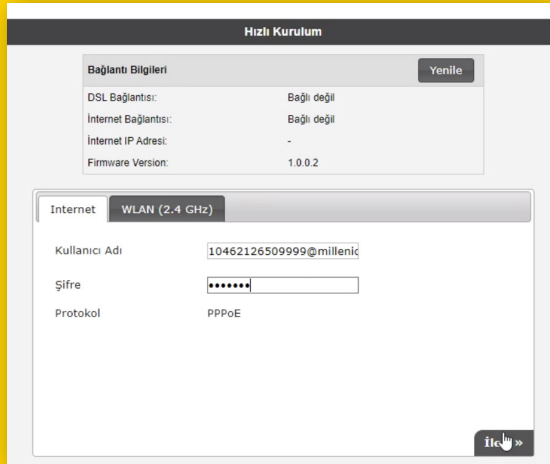 Hızlı Kurulum
Bağlantı Bilgileri Yenile
DSL Bağlantısı: Bağlı değil
İnternet Bağlantısı: Bağlı değil
İnternet IP Adresi: -
Firmware Version: 1.0.0.2
Internet WLAN (2.4 GHz)
Kullanıcı Adı 10462126509999@millenic
Şifre •••••••
Protokol PPPoE